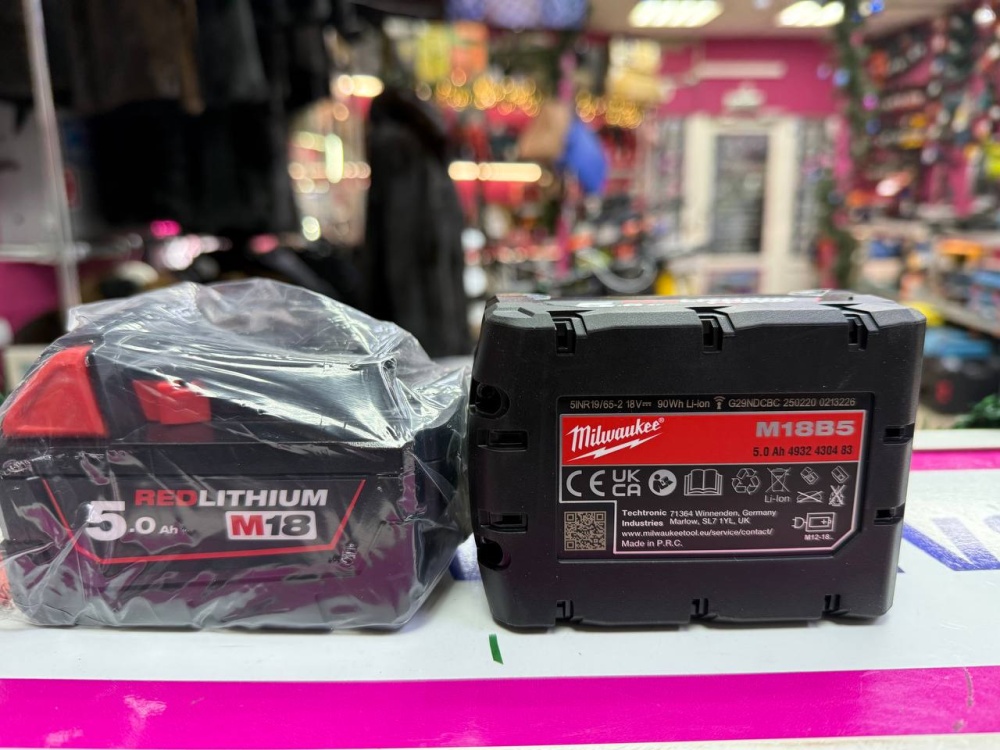 REDLITHIUM
5.0 Ah
M18
5INR19/65-2 18V⎓ 90Wh Li-Ion G29NDCBC 250220 0213226
Milwaukee®
M18B5
5.0 Ah 4932 4304 83
CE UKCA
Li-Ion
Techtronic 71364 Winnenden, Germany
Industries Marlow, SL7 1YL, UK
www.milwaukeetool.eu/service/contact/
Made in P.R.C.
M12-18..